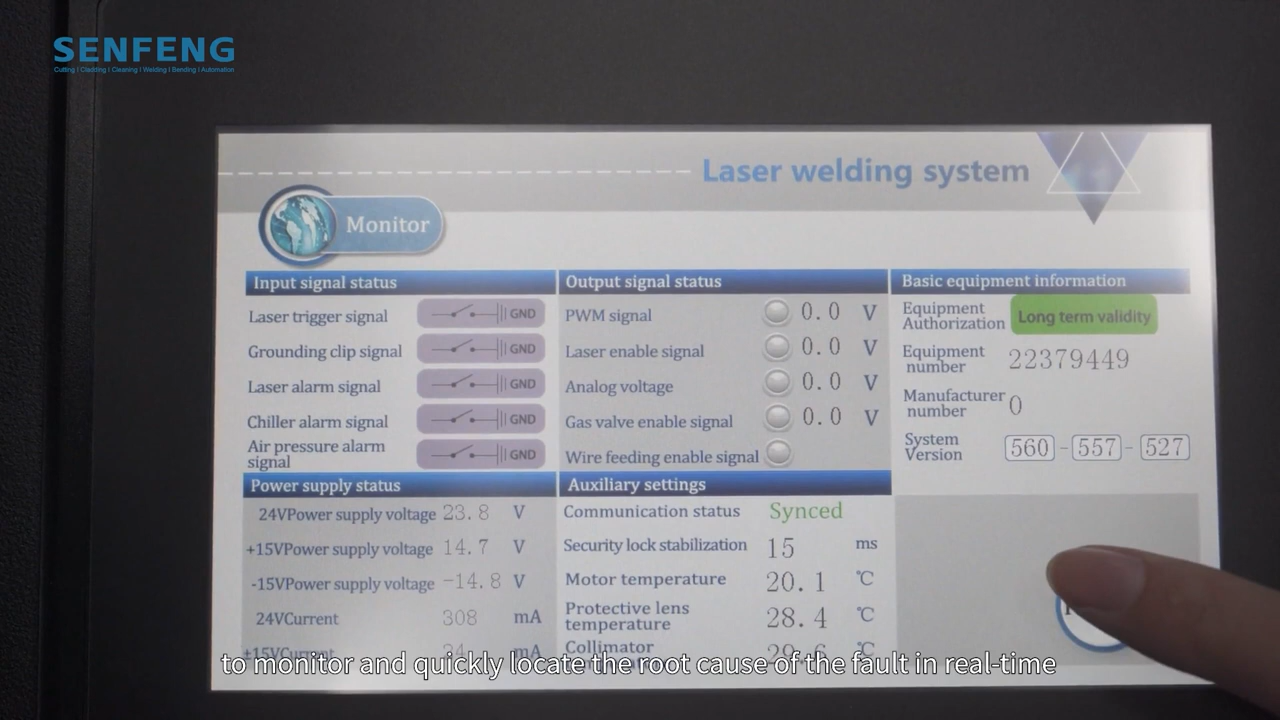 SENFENG
Cutting | Cladding | Cleaning | Welding | Bending | Automation
Laser welding system
Monitor
Input signal status
Laser trigger signal GND
Grounding clip signal GND
Laser alarm signal GND
Chiller alarm signal GND
Air pressure alarm
signal GND
Output signal status
PWM signal 0.0 V
Laser enable signal 0.0 V
Analog voltage 0.0 V
Gas valve enable signal 0.0 V
Wire feeding enable signal
Basic equipment information
Equipment
Authorization Long term validity
Equipment
number 22379449
Manufacturer
number 0
System
Version 560 - 557 - 527
Power supply status
24VPower supply voltage 23.8 V
+15VPower supply voltage 14.7 V
-15VPower supply voltage -14.8 V
24VCurrent 308 mA
+15VCurrent mA
Auxiliary settings
Communication status Synced
Security lock stabilization 15 ms
Motor temperature 20.1 ℃
Protective lens
temperature 28.4 ℃
Collimator ℃
to monitor and quickly locate the root cause of the fault in real-time